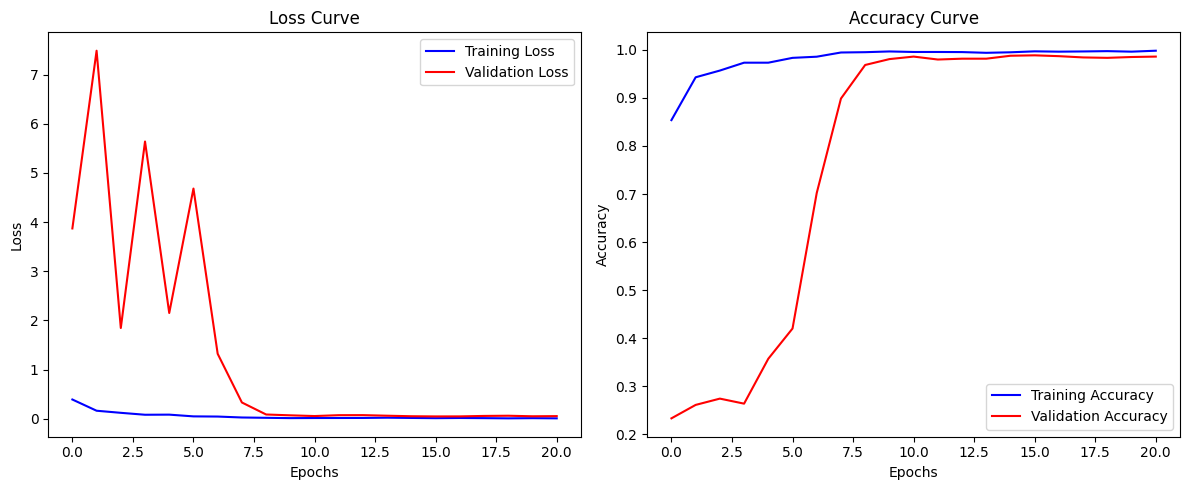 Loss Curve
Training Loss
Validation Loss
7
6
5
4
3
2
1
0
Loss
0.0 2.5 5.0 7.5 10.0 12.5 15.0 17.5 20.0
Epochs
Accuracy Curve
1.0
0.9
0.8
0.7
0.6
0.5
0.4
0.3
0.2
Accuracy
Training Accuracy
Validation Accuracy
0.0 2.5 5.0 7.5 10.0 12.5 15.0 17.5 20.0
Epochs